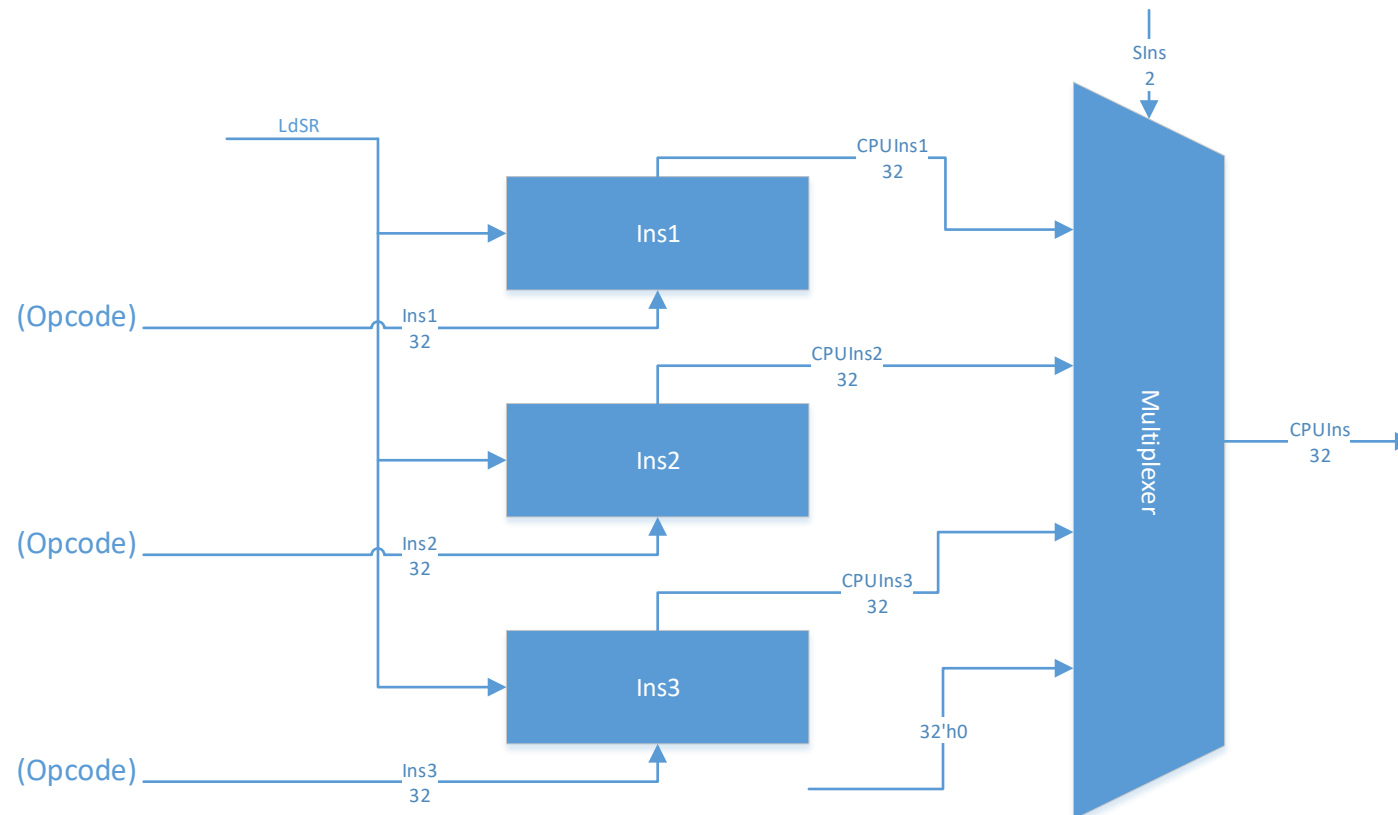 SIns
2
LdSR
CPUIns1
32
Ins1
(Opcode)
Ins1
32
CPUIns2
32
Multiplexer
CPUIns
32
Ins2
(Opcode)
Ins2
32
CPUIns3
32
Ins3
32'h0
(Opcode)
Ins3
32